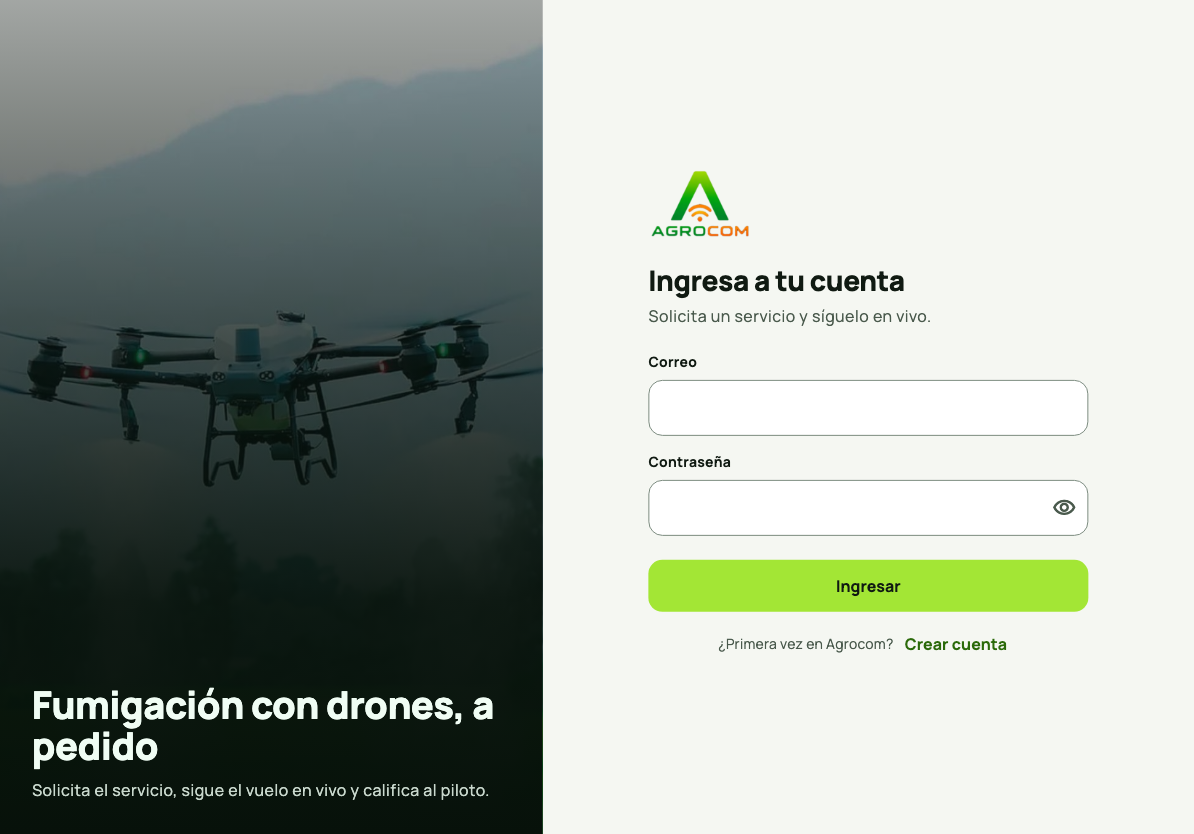 AGROCOM
Ingresa a tu cuenta
Solicita un servicio y síguelo en vivo.
Correo
Contraseña
Ingresar
¿Primera vez en Agrocom? Crear cuenta
Fumigación con drones, a
pedido
Solicita el servicio, sigue el vuelo en vivo y califica al piloto.